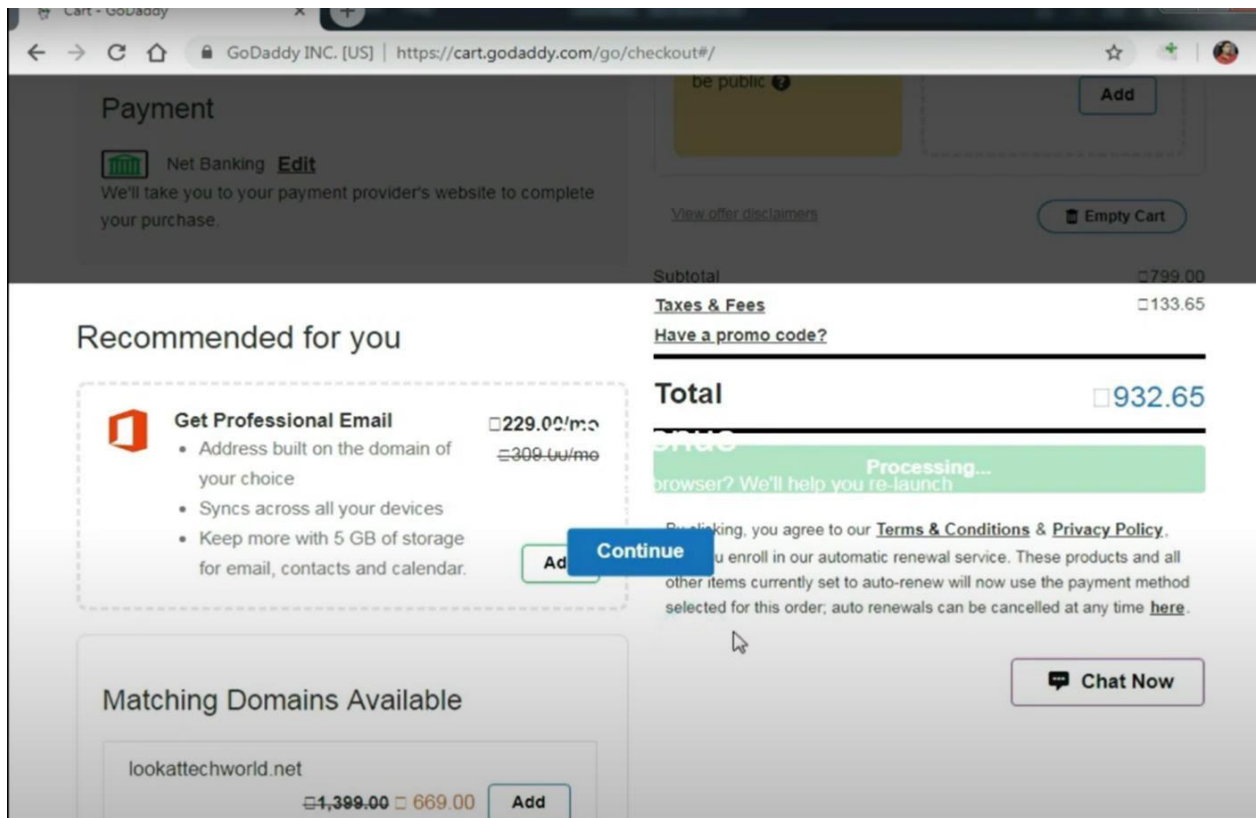 Cart - GoDaddy
GoDaddy INC. [US] | https://cart.godaddy.com/go/checkout#/
Payment
Net Banking Edit
We'll take you to your payment provider's website to complete
your purchase.
Recommended for you
Get Professional Email
□229.00/mo
□309.00/mo
• Address built on the domain of
your choice
• Syncs across all your devices
• Keep more with 5 GB of storage
for email, contacts and calendar.
Continue
Matching Domains Available
lookattechworld.net
□1,399.00 □ 669.00 Add
be public
Add
View offer disclaimers
Empty Cart
Subtotal □799.00
Taxes & Fees □133.65
Have a promo code?
Total □932.65
Processing...
browser? We'll help you re-launch
By clicking, you agree to our Terms & Conditions & Privacy Policy,
enroll in our automatic renewal service. These products and all
other items currently set to auto-renew will now use the payment method
selected for this order; auto renewals can be cancelled at any time here.
Chat Now